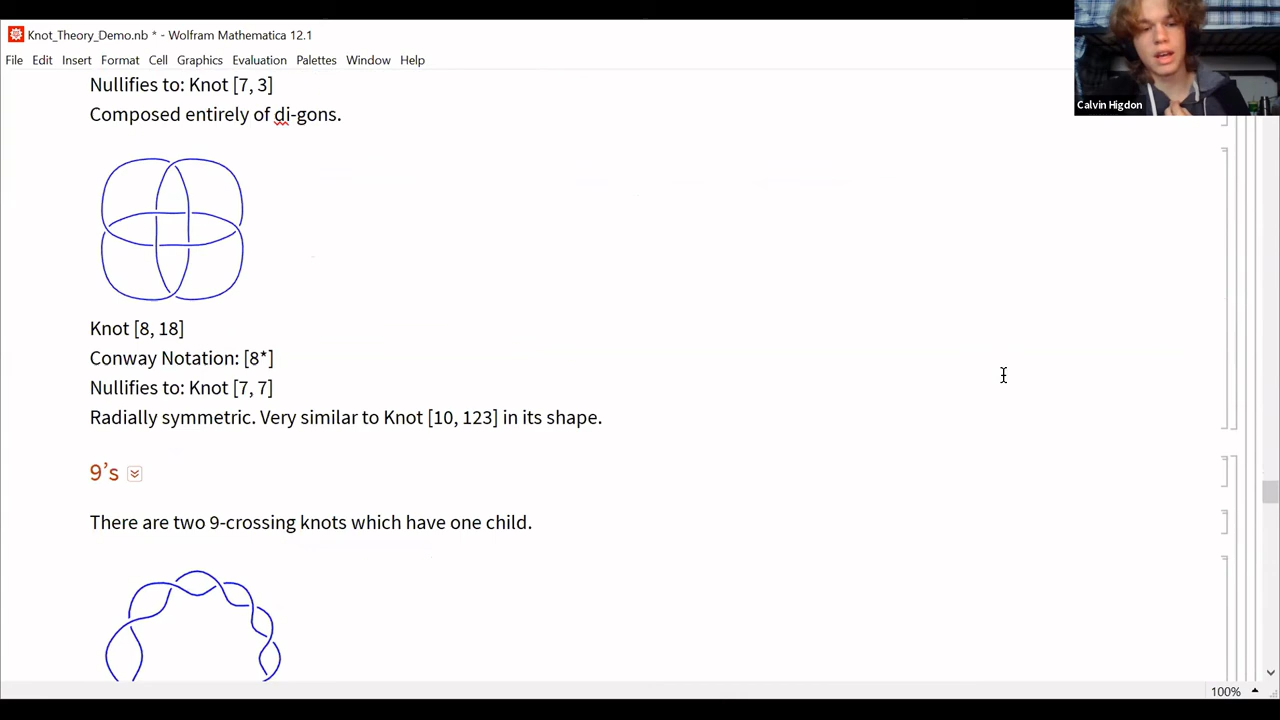 Knot_Theory_Demo.nb * - Wolfram Mathematica 12.1
File Edit Insert Format Cell Graphics Evaluation Palettes Window Help
Calvin Higdon
Nullifies to: Knot [7, 3]
Composed entirely of di-gons.
Knot [8, 18]
Conway Notation: [8*]
Nullifies to: Knot [7, 7]
Radially symmetric. Very similar to Knot [10, 123] in its shape.
9’s
There are two 9-crossing knots which have one child.
100%